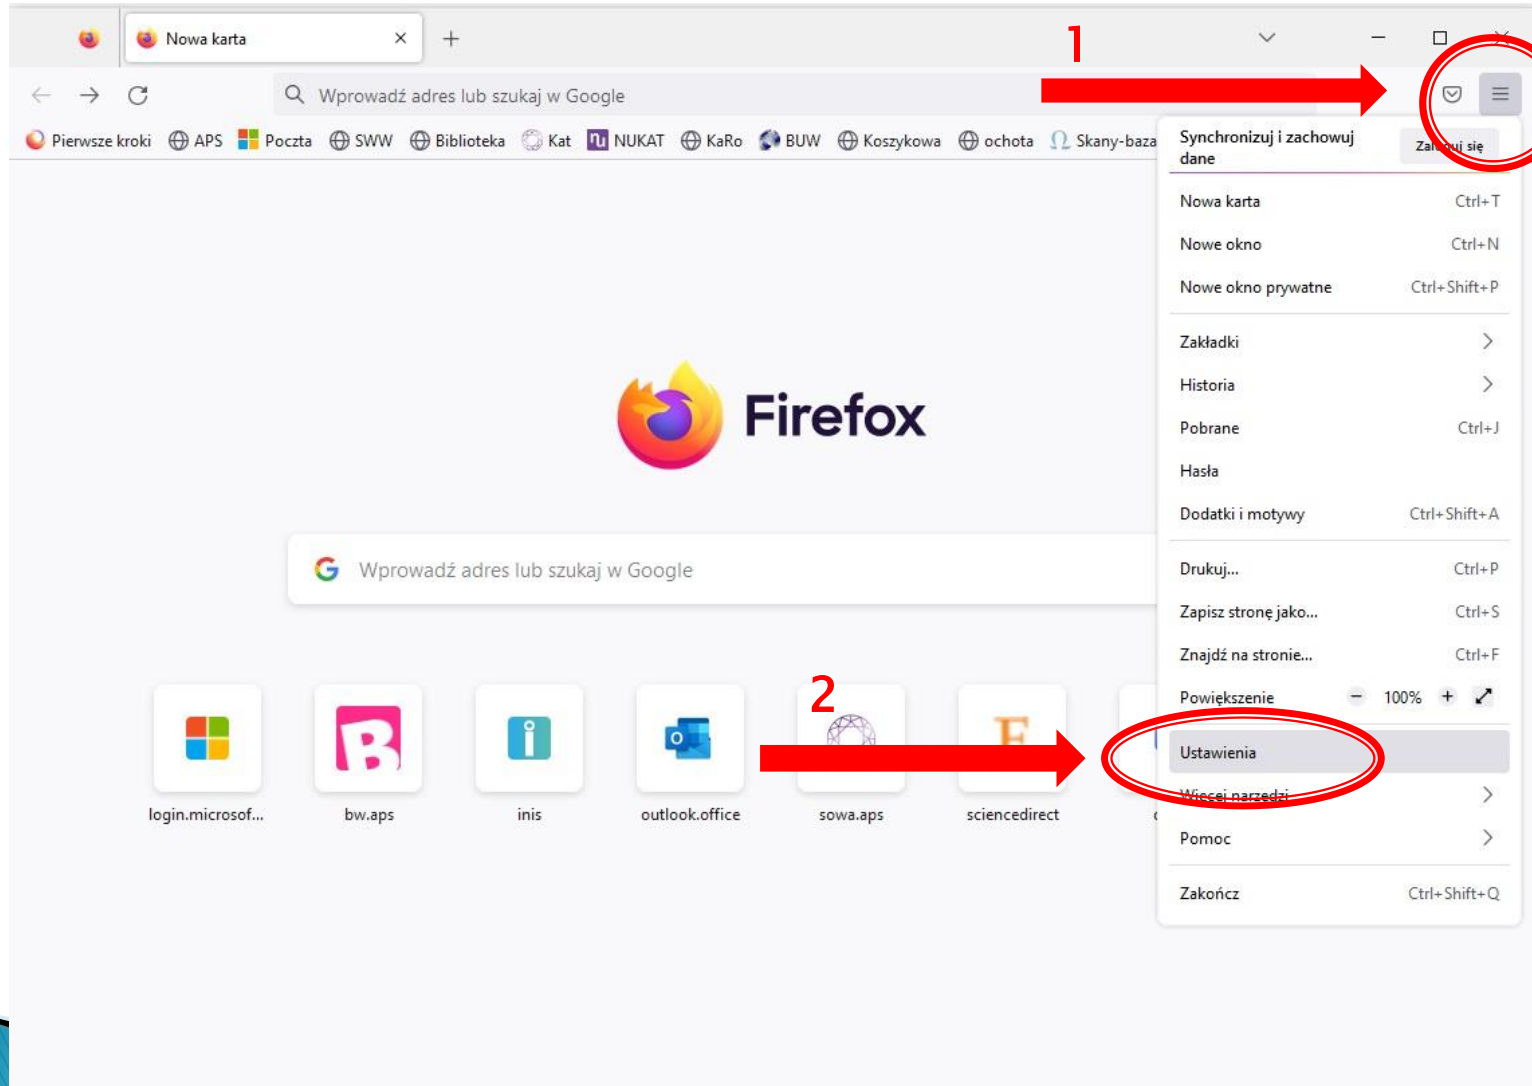 Nowa karta
1
Wprowadź adres lub szukaj w Google
Pierwsze kroki APS Poczta SWW Biblioteka Kat NUKAT KaRo BUW Koszykowa ochota Skany-baza
Synchronizuj i zachowuj
dane
Zaloguj się
Nowa karta Ctrl+T
Nowe okno Ctrl+N
Nowe okno prywatne Ctrl+Shift+P
Zakładki
Historia
Pobrane Ctrl+J
Hasła
Dodatki i motywy Ctrl+Shift+A
Drukuj... Ctrl+P
Zapisz stronę jako... Ctrl+S
Znajdź na stronie... Ctrl+F
Powiększenie − 100% +
Ustawienia
Więcej narzędzi
Pomoc
Zakończ Ctrl+Shift+Q
Firefox
Wprowadź adres lub szukaj w Google
2
login.microsof... bw.aps inis outlook.office sowa.aps sciencedirect